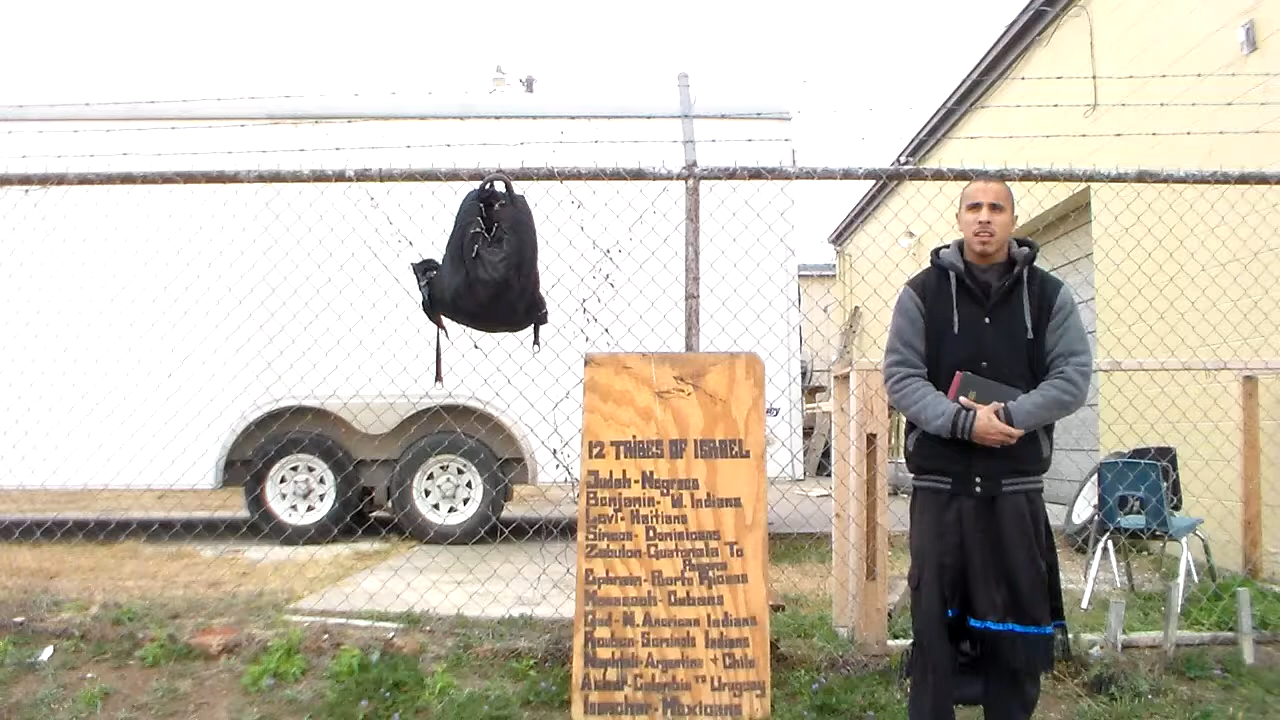 12 TRIBES OF ISRAEL
Judah - Negroes
Benjamin - W. Indians
Levi - Haitians
Simeon - Dominicans
Zebulon - Guatemala To
Panama
Ephraim - Puerto Ricans
Manasseh - Cubans
Gad - N. American Indians
Reuben - Seminole Indians
Naphtali - Argentina + Chile
Asher - Colombia To Uruguay
Issachar - Mexicans